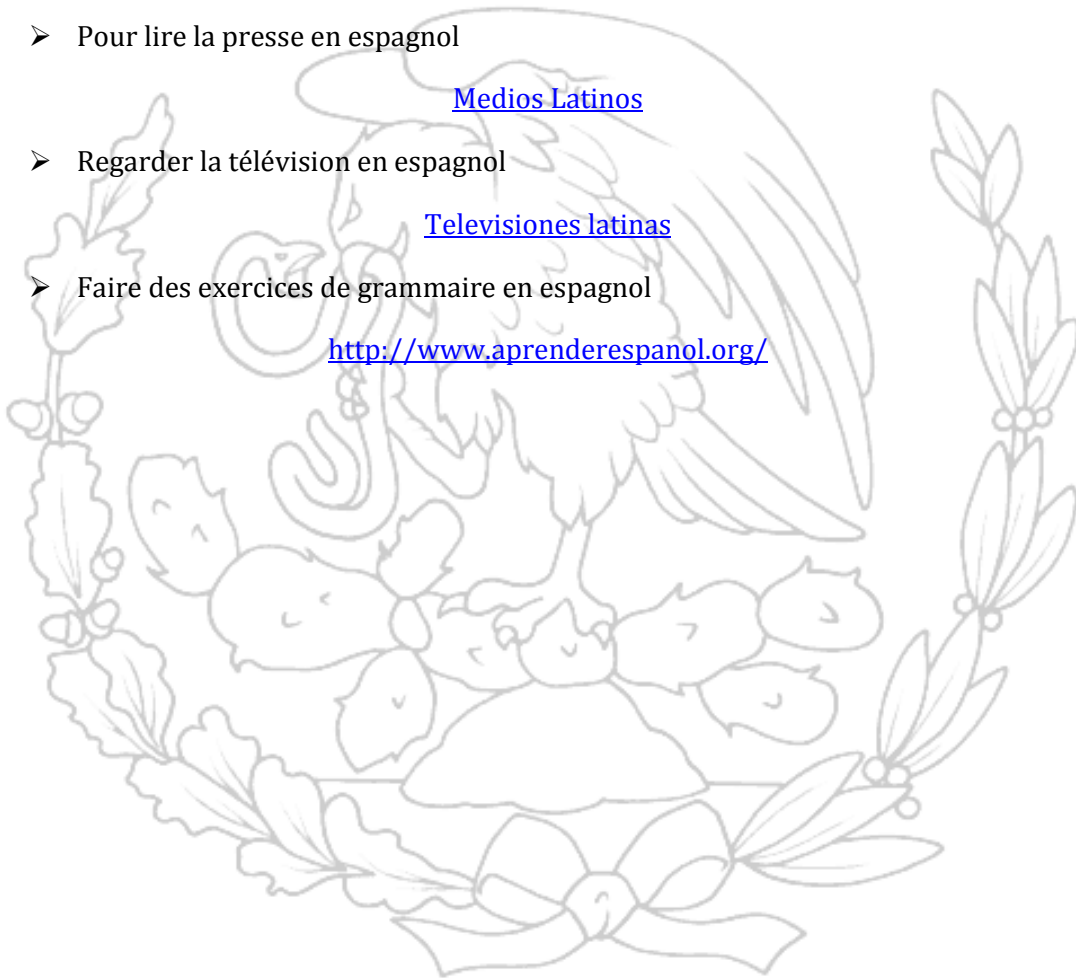 ➢ Pour lire la presse en espagnol
Medios Latinos
➢ Regarder la télévision en espagnol
Televisiones latinas
➢ Faire des exercices de grammaire en espagnol
http://www.aprenderespanol.org/